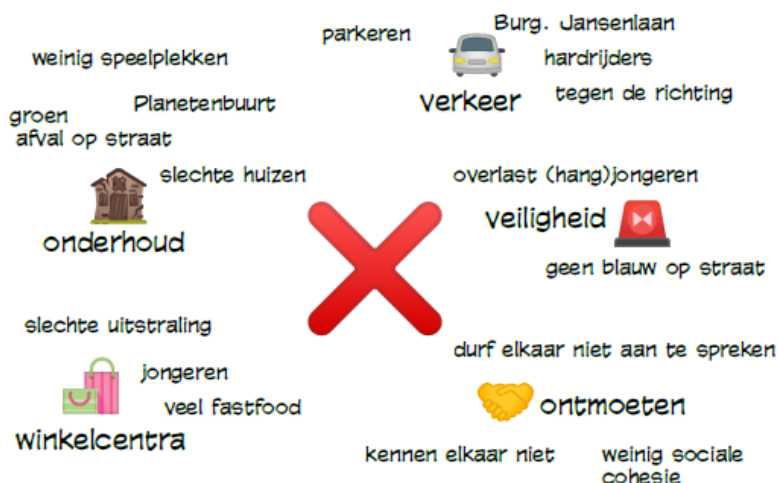 parkeren
Burg. Jansenlaan
hardrijders
tegen de richting
verkeer
weinig speelplekken
Planetenbuurt
groen
afval op straat
slechte huizen
onderhoud
overlast (hang)jongeren
veiligheid
geen blauw op straat
slechte uitstraling
jongeren
veel fastfood
winkelcentra
durf elkaar niet aan te spreken
ontmoeten
kennen elkaar niet
weinig sociale
cohesie